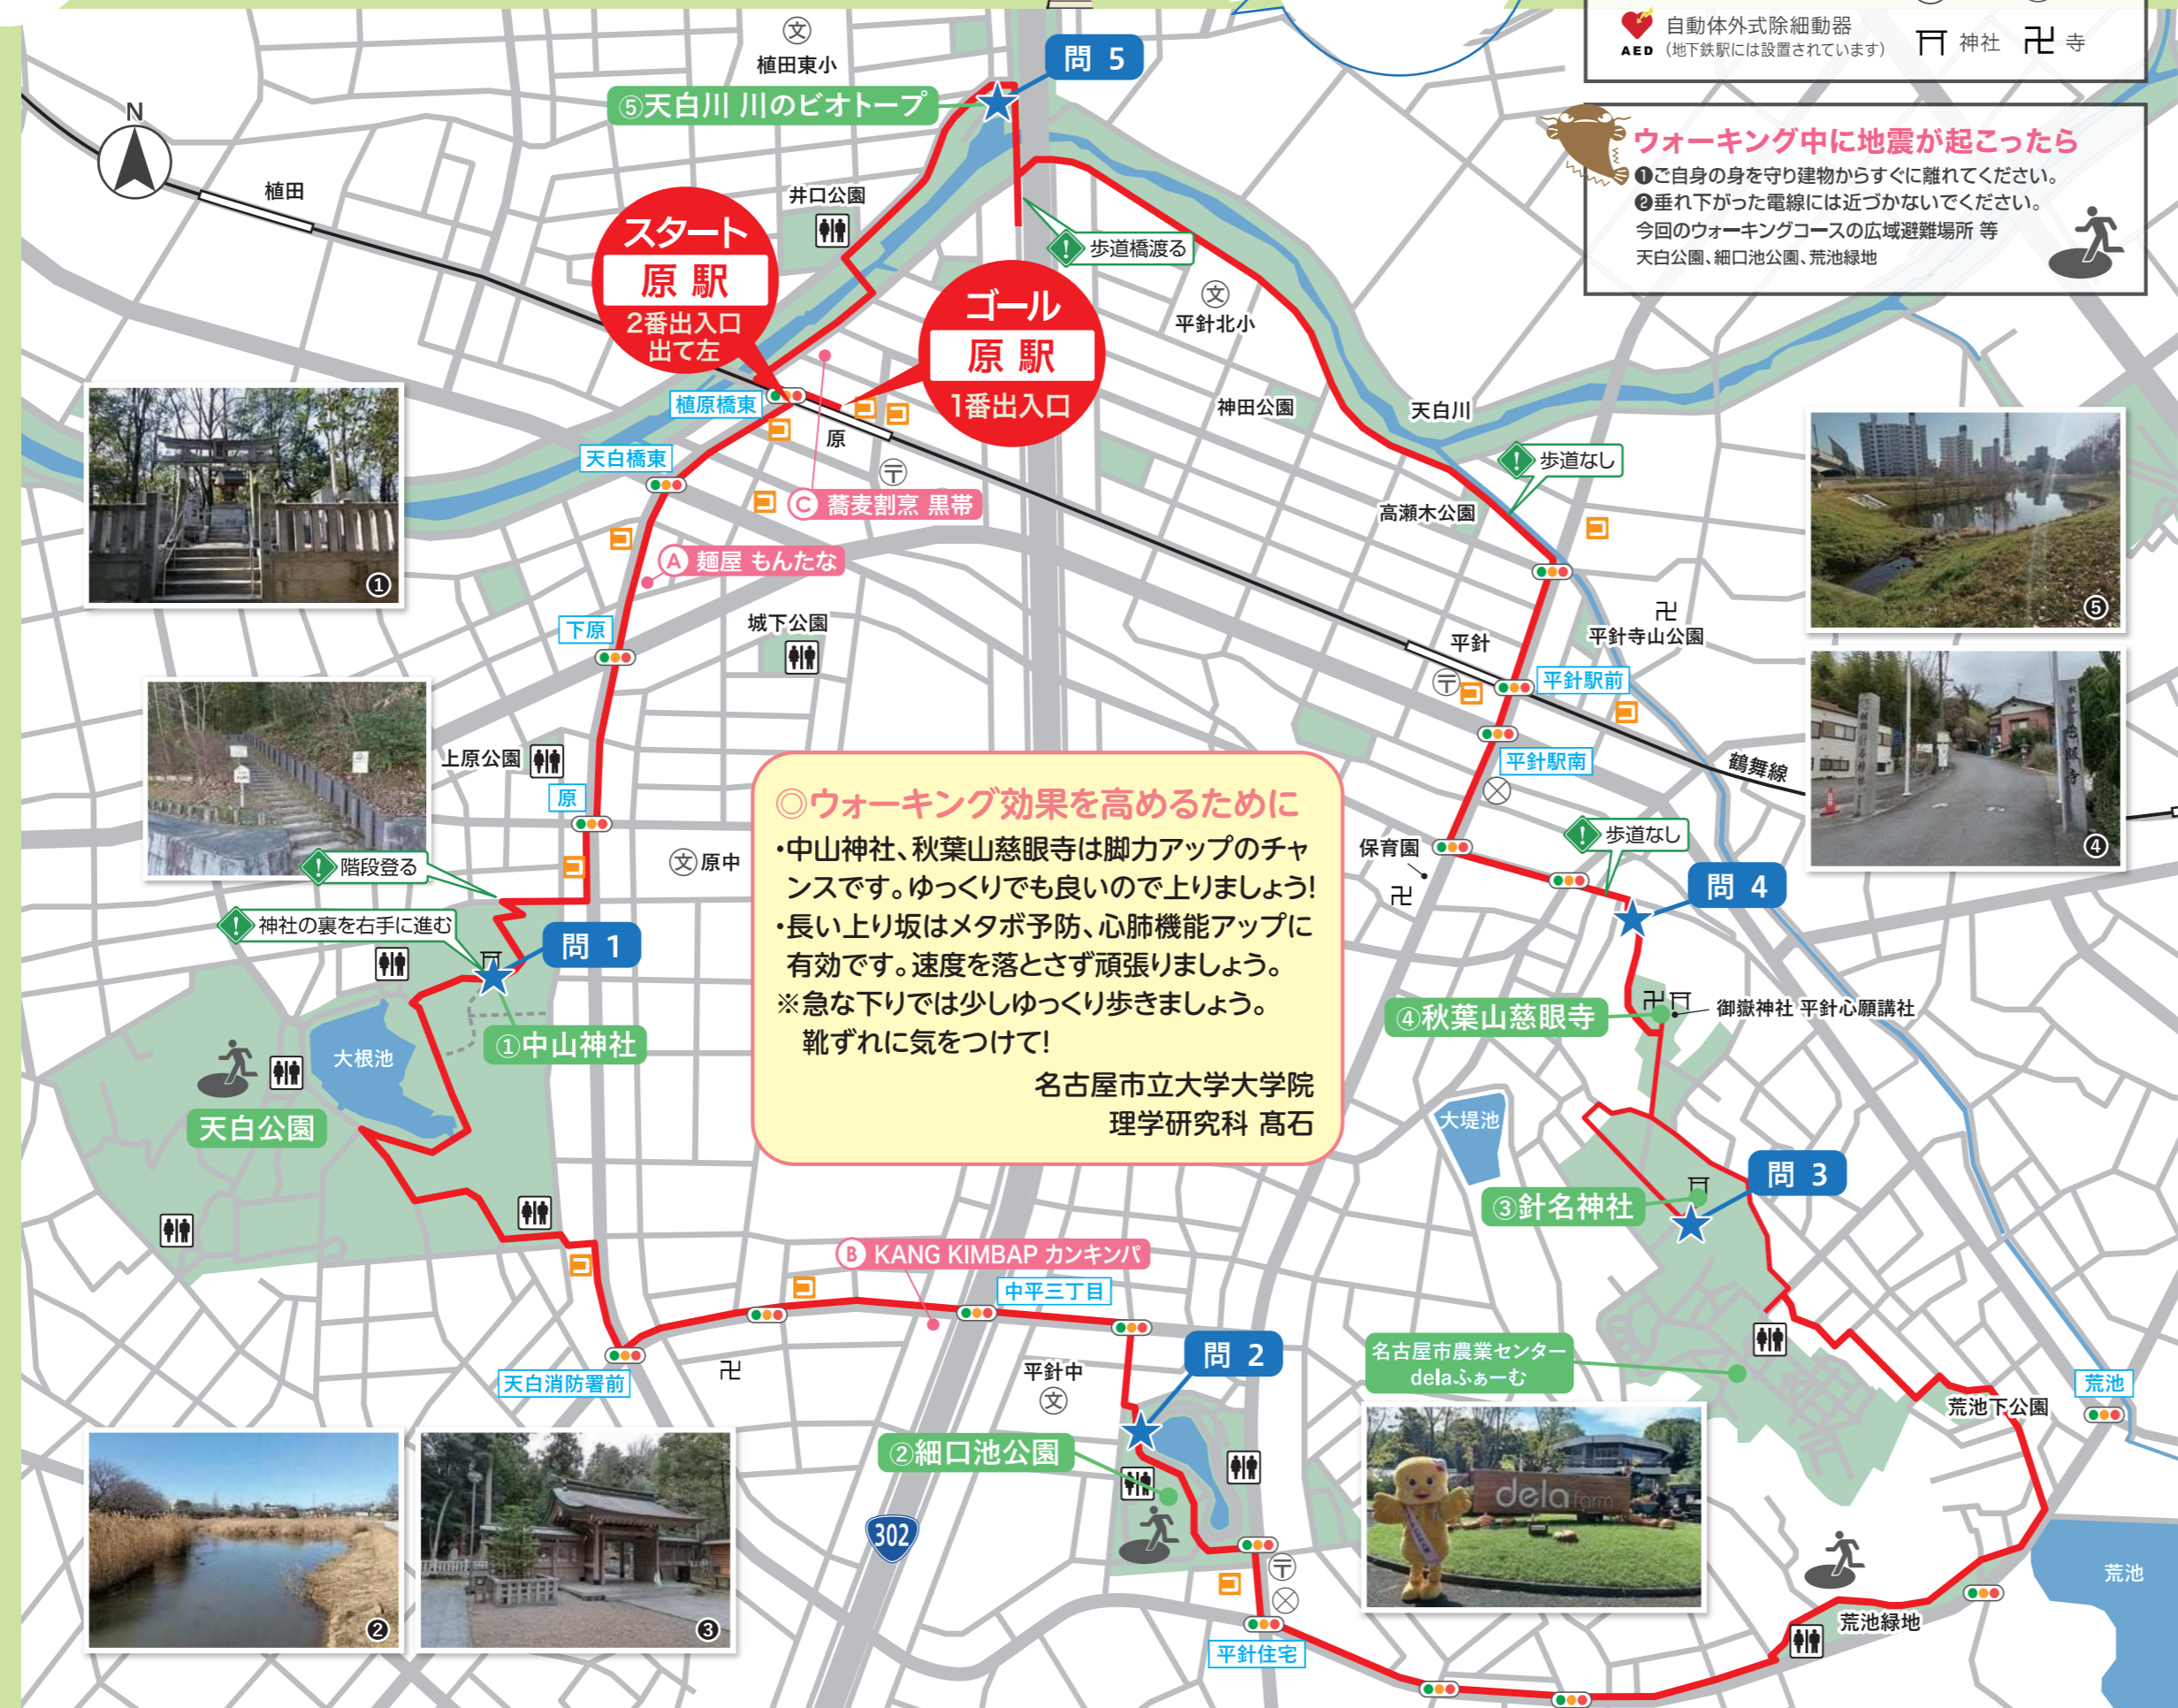 自動体外式除細動器
AED (地下鉄駅には設置されています)
神社 寺
ウォーキング中に地震が起こったら
❶ご自身の身を守り建物からすぐに離れてください。
❷垂れ下がった電線には近づかないでください。
今回のウォーキングコースの広域避難場所 等
天白公園、細口池公園、荒池緑地
文
植田東小
問 5
⑤天白川 川のビオトープ
N
植田
井口公園
スタート
原 駅
2番出入口
出て左
歩道橋渡る
ゴール
原 駅
1番出入口
文
平針北小
植原橋東
原
神田公園
天白川
天白橋東
C 蕎麦割烹 黒帯
歩道なし
高瀬木公園
A 麺屋 もんたな
①
⑤
下原
城下公園
平針
平針寺山公園
平針駅前
上原公園
原
平針駅南
鶴舞線
④
階段登る
文 原中
保育園
歩道なし
問 4
神社の裏を右手に進む
問 1
①中山神社
大根池
天白公園
◎ウォーキング効果を高めるために
・中山神社、秋葉山慈眼寺は脚力アップのチャ
ンスです。ゆっくりでも良いので上りましょう!
・長い上り坂はメタボ予防、心肺機能アップに
有効です。速度を落とさず頑張りましょう。
※急な下りでは少しゆっくり歩きましょう。
靴ずれに気をつけて!
名古屋市立大学大学院
理学研究科 髙石
④秋葉山慈眼寺
御嶽神社 平針心願講社
大堤池
問 3
③針名神社
B KANG KIMBAP カンキンパ
中平三丁目
天白消防署前
平針中
文
問 2
②細口池公園
名古屋市農業センター
delaふぁーむ
dela farm
荒池
荒池下公園
302
②
③
平針住宅
荒池緑地
荒池